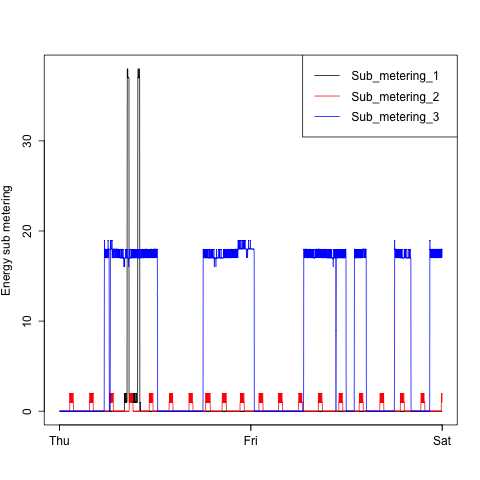 Sub_metering_1
Sub_metering_2
Sub_metering_3
Energy sub metering
30
20
10
0
Thu
Fri
Sat